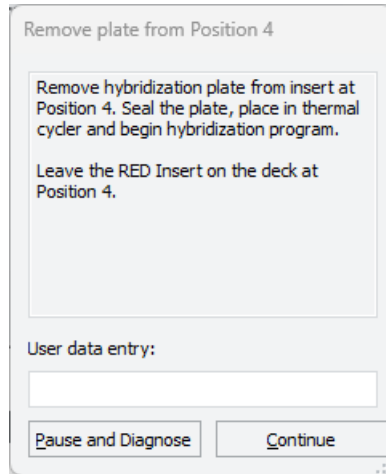 Remove plate from Position 4
Remove hybridization plate from insert at
Position 4. Seal the plate, place in thermal
cycler and begin hybridization program.
Leave the RED Insert on the deck at
Position 4.
User data entry:
Pause and Diagnose
Continue